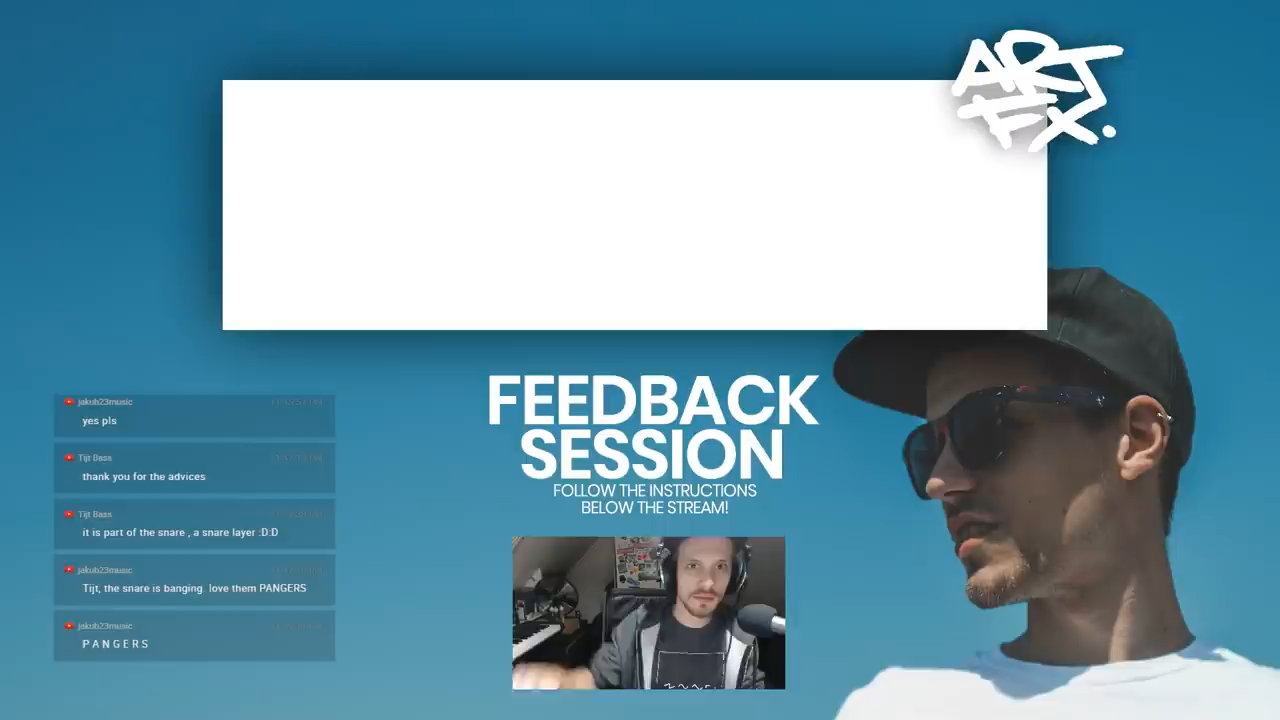 ART
FX.
FEEDBACK
SESSION
FOLLOW THE INSTRUCTIONS
BELOW THE STREAM!
jakub23music
yes pls
Tijt Bass
thank you for the advices
Tijt Bass
it is part of the snare , a snare layer :D:D
jakub23music
Tijt, the snare is banging. love them PANGERS
jakub23music
P A N G E R S